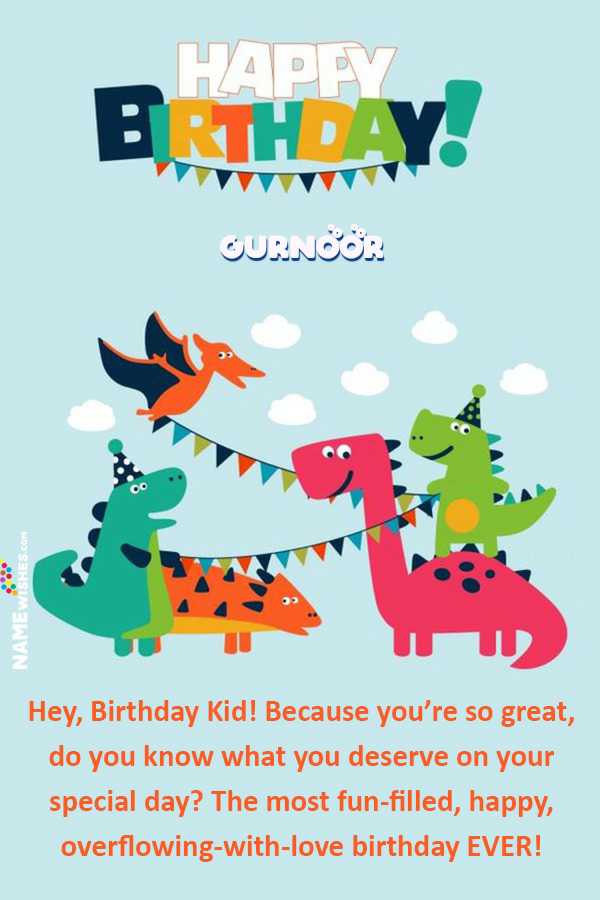 HAPPY
BIRTHDAY!
GURNOOR
NAMEWISHES.com
Hey, Birthday Kid! Because you’re so great,
do you know what you deserve on your
special day? The most fun-filled, happy,
overflowing-with-love birthday EVER!